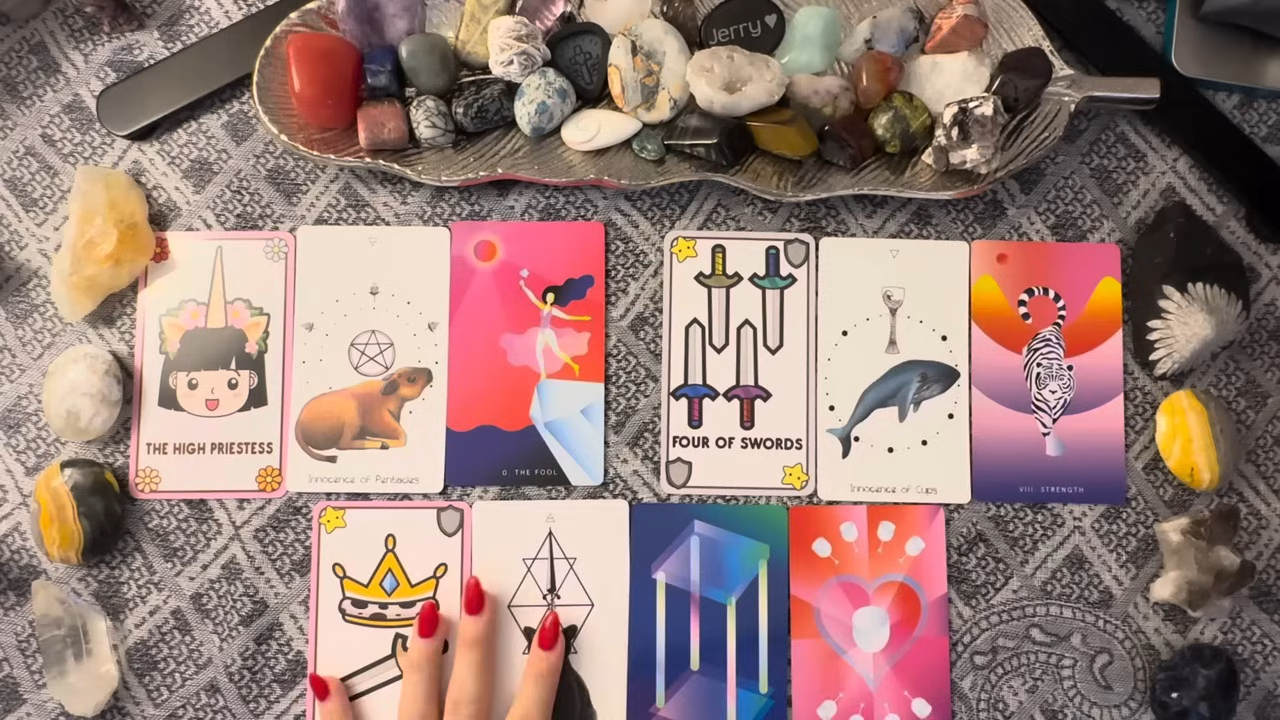 Jerry
THE HIGH PRIESTESS
Innocence of Pentacles
0. THE FOOL
FOUR OF SWORDS
Innocence of Cups
VIII. STRENGTH